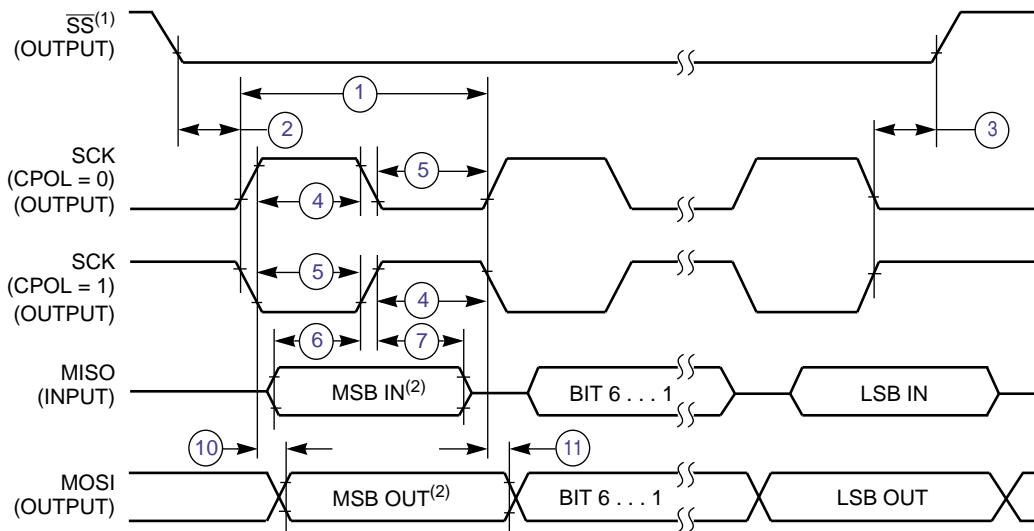 SS(1)
(OUTPUT)
1
2
3
SCK
(CPOL = 0)
(OUTPUT)
5
4
SCK
(CPOL = 1)
(OUTPUT)
5
4
6
7
MISO
(INPUT)
MSB IN(2)
BIT 6 . . . 1
LSB IN
10
11
MOSI
(OUTPUT)
MSB OUT(2)
BIT 6 . . . 1
LSB OUT